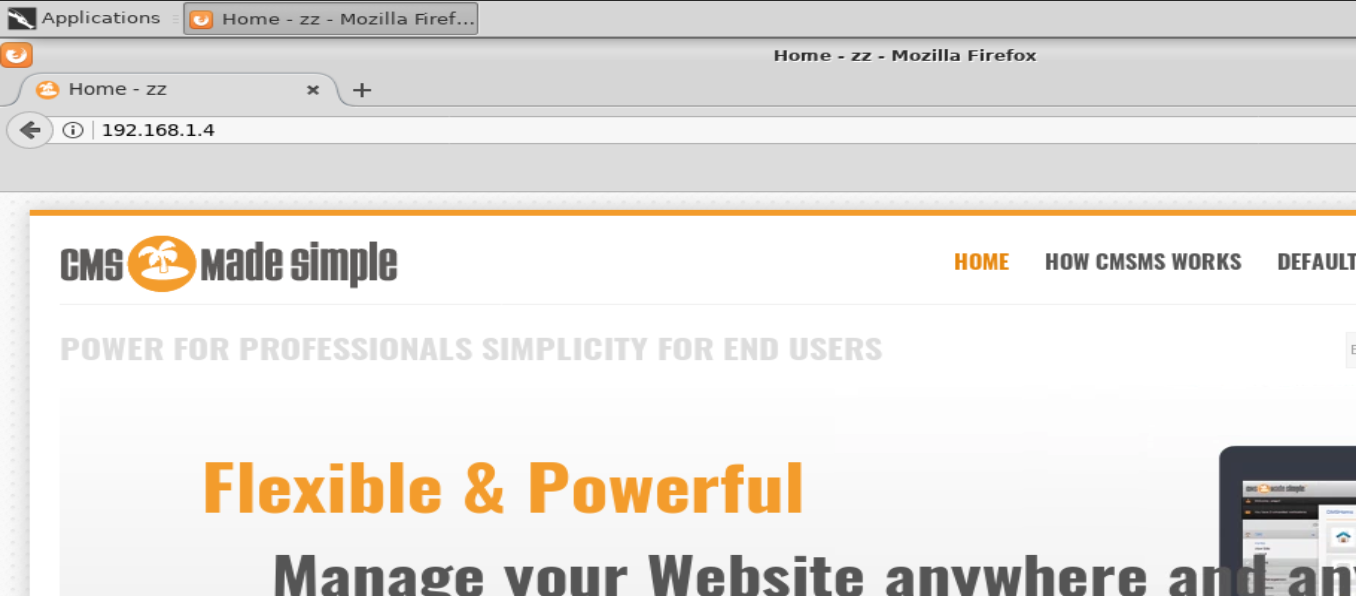 Applications Home - zz - Mozilla Firef...
Home - zz - Mozilla Firefox
Home - zz
192.168.1.4
CMS made simple
HOME HOW CMSMS WORKS DEFAULT
POWER FOR PROFESSIONALS SIMPLICITY FOR END USERS
Flexible & Powerful
Manage your Website anywhere and any